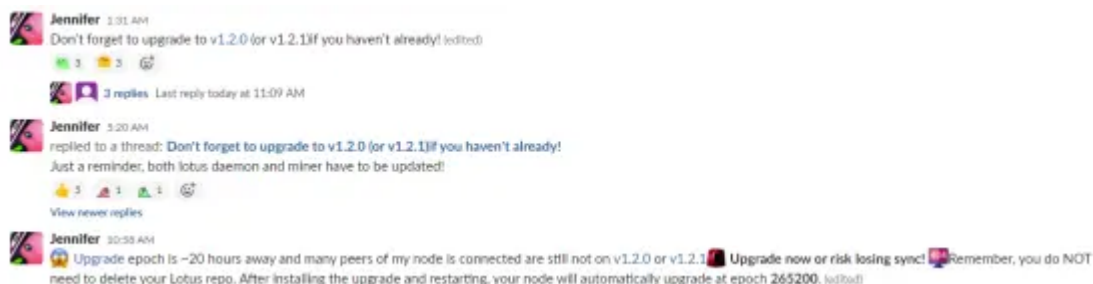 Jennifer 1:31 AM
Don't forget to upgrade to v1.2.0 (or v1.2.1)if you haven't already! (edited)
3 3
3 replies Last reply today at 11:09 AM
Jennifer 5:20 AM
replied to a thread: Don't forget to upgrade to v1.2.0 (or v1.2.1)if you haven't already!
Just a reminder, both lotus daemon and miner have to be updated!
5 1 1
View newer replies
Jennifer 10:58 AM
Upgrade epoch is ~20 hours away and many peers of my node is connected are still not on v1.2.0 or v1.2.1 Upgrade now or risk losing sync! Remember, you do NOT
need to delete your Lotus repo. After installing the upgrade and restarting, your node will automatically upgrade at epoch 265200. (edited)